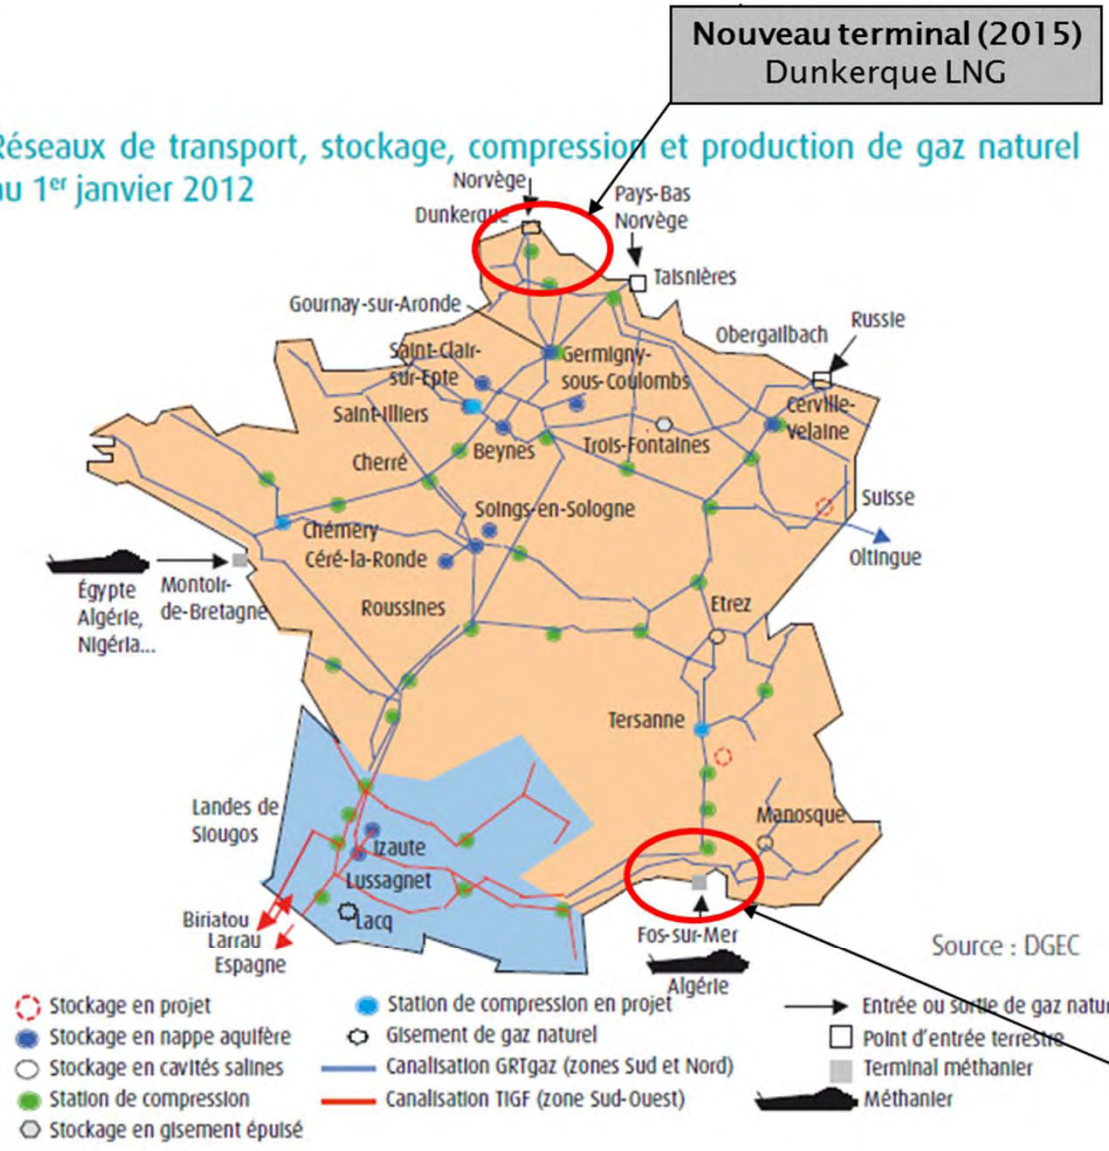 Nouveau terminal (2015)
Dunkerque LNG
Réseaux de transport, stockage, compression et production de gaz naturel
au 1er janvier 2012
Norvège
Dunkerque
Pays-Bas
Norvège
Taisnières
Gournay-sur-Aronde
Obergailbach
Russie
Saint-Clair-
sur-Epte
Germigny-
sous-Coulombs
Saint-Illiers
Cerville-
Velaine
Beynes
Trois-Fontaines
Cherré
Soings-en-Sologne
Suisse
Chémery
Céré-la-Ronde
Oltingue
Égypte
Algérie,
Nigéria...
Montoir-
de-Bretagne
Roussines
Etrez
Tersanne
Landes de
Siougos
Manosque
Izaute
Lussagnet
Lacq
Biriatou
Larrau
Espagne
Fos-sur-Mer
Algérie
Source : DGEC
Stockage en projet
Stockage en nappe aquifère
Stockage en cavités salines
Station de compression
Stockage en gisement épuisé
Station de compression en projet
Gisement de gaz naturel
Canalisation GRTgaz (zones Sud et Nord)
Canalisation TIGF (zone Sud-Ouest)
Entrée ou sortie de gaz natur
Point d'entrée terrestre
Terminal méthanier
Méthanier